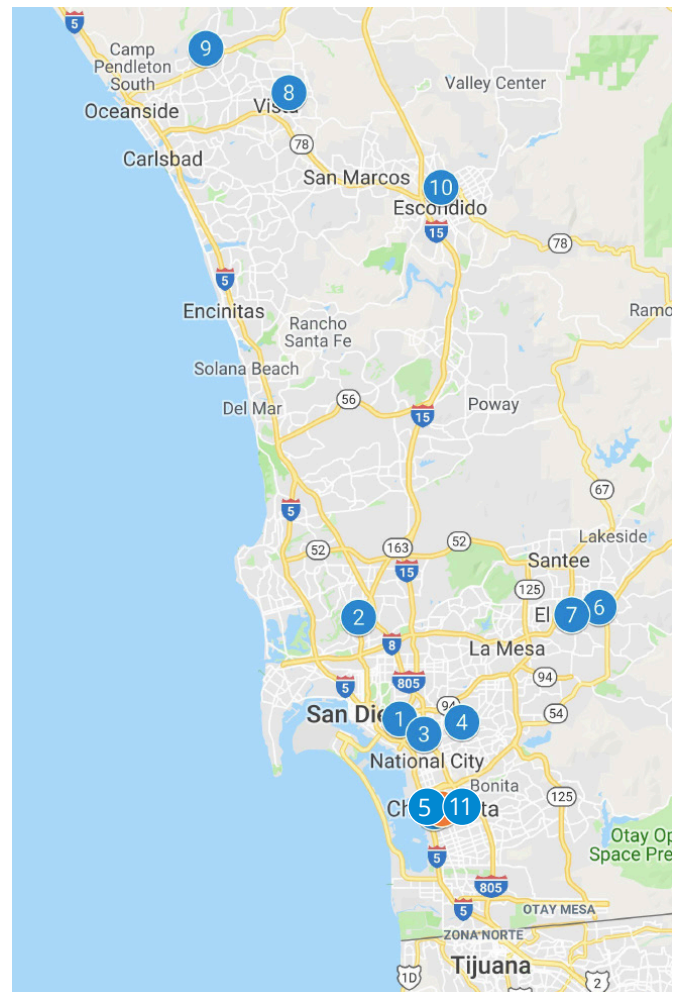 5
9
Camp
Pendleton
South
8
Vista
Valley Center
Oceanside
78
Carlsbad
San Marcos
10
Escondido
15
78
5
Encinitas
Ramo
Rancho
Santa Fe
Solana Beach
56
Del Mar
15
Poway
67
5
Lakeside
52
163
52
Santee
15
125
El
7
6
2
8
La Mesa
805
94
5
San Die
1
94
4
54
3
National City
Bonita
125
Ch
5
11
ta
Otay Op
Space Pre
5
805
5
OTAY MESA
ZONA NORTE
Tijuana
1D
2